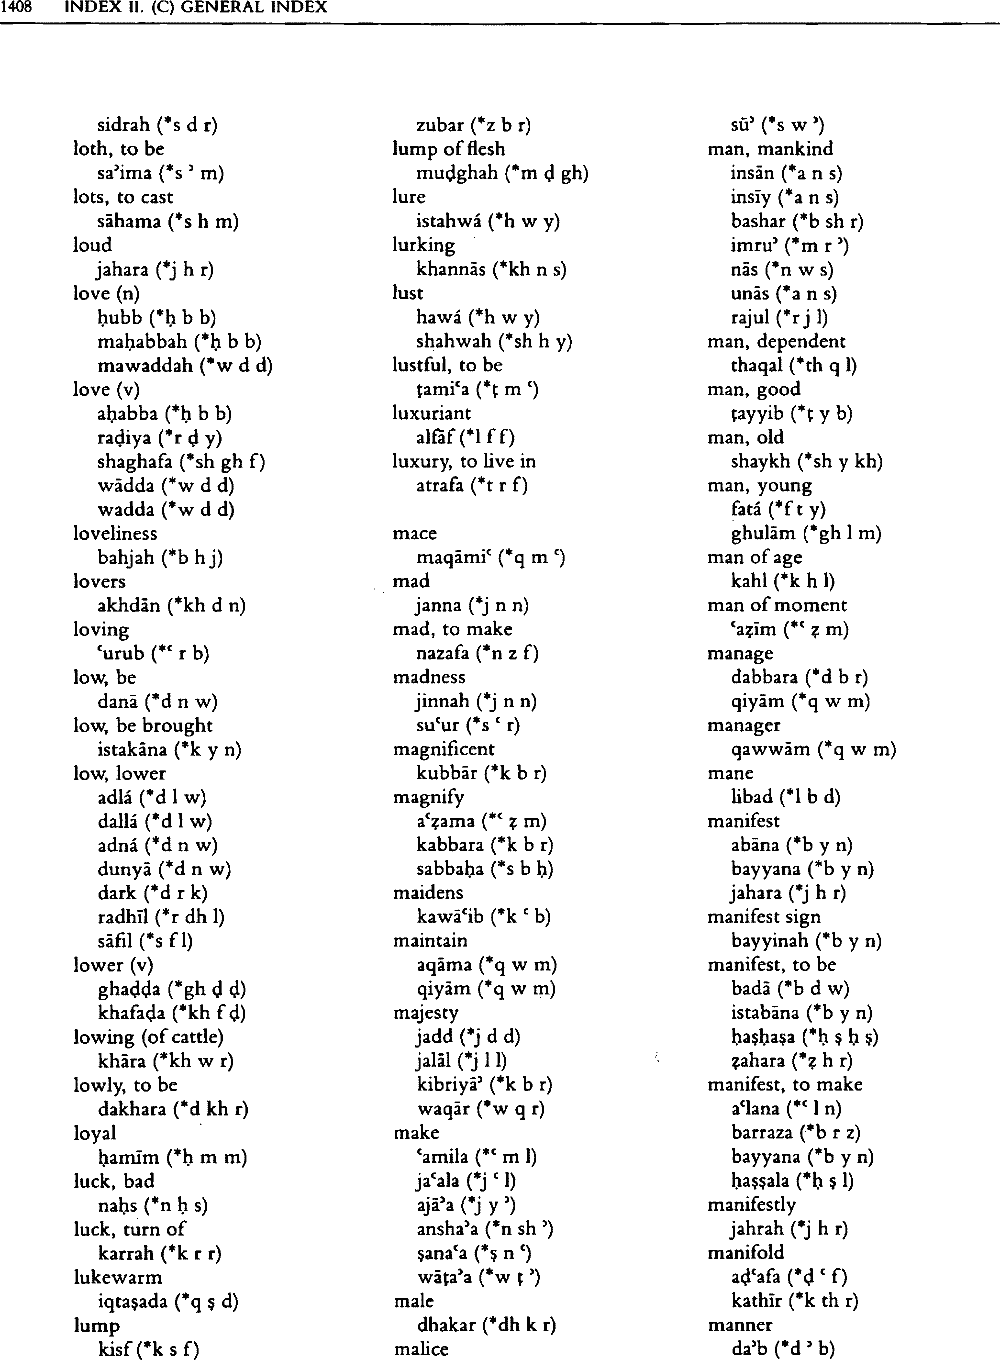 1408 INDEX II. (C) GENERAL INDEX
sidrah (*s d r)
loth, to be
saʾima (*s ʾ m)
lots, to cast
sāhama (*s h m)
loud
jahara (*j h r)
love (n)
ḥubb (*ḥ b b)
maḥabbah (*ḥ b b)
mawaddah (*w d d)
love (v)
aḥabba (*ḥ b b)
raḍiya (*r ḍ y)
shaghafa (*sh gh f)
wādda (*w d d)
wadda (*w d d)
loveliness
bahjah (*b h j)
lovers
akhdān (*kh d n)
loving
ʿurub (*ʿ r b)
low, be
danā (*d n w)
low, be brought
istakāna (*k y n)
low, lower
adlá (*d l w)
dallá (*d l w)
adná (*d n w)
dunyā (*d n w)
dark (*d r k)
radhīl (*r dh l)
sāfil (*s f l)
lower (v)
ghaḍḍa (*gh ḍ ḍ)
khafaḍa (*kh f ḍ)
lowing (of cattle)
khāra (*kh w r)
lowly, to be
dakhara (*d kh r)
loyal
ḥamīm (*ḥ m m)
luck, bad
naḥs (*n ḥ s)
luck, turn of
karrah (*k r r)
lukewarm
iqtaṣada (*q ṣ d)
lump
kisf (*k s f)
zubar (*z b r)
lump of flesh
muḍghah (*m ḍ gh)
lure
istahwá (*h w y)
lurking
khannās (*kh n s)
lust
hawá (*h w y)
shahwah (*sh h y)
lustful, to be
ṭamiʿa (*ṭ m ʿ)
luxuriant
alfāf (*l f f)
luxury, to live in
atrafa (*t r f)
mace
maqāmiʿ (*q m ʿ)
mad
janna (*j n n)
mad, to make
nazafa (*n z f)
madness
jinnah (*j n n)
suʿur (*s ʿ r)
magnificent
kubbār (*k b r)
magnify
aʿẓama (*ʿ ẓ m)
kabbara (*k b r)
sabbaḥa (*s b ḥ)
maidens
kawāʿib (*k ʿ b)
maintain
aqāma (*q w m)
qiyām (*q w m)
majesty
jadd (*j d d)
jalāl (*j l l)
kibriyāʾ (*k b r)
waqār (*w q r)
make
ʿamila (*ʿ m l)
jaʿala (*j ʿ l)
ajāʾa (*j y ʾ)
anshaʾa (*n sh ʾ)
ṣanaʿa (*ṣ n ʿ)
wāṭaʾa (*w ṭ ʾ)
male
dhakar (*dh k r)
malice
sūʾ (*s w ʾ)
man, mankind
insān (*a n s)
insīy (*a n s)
bashar (*b sh r)
imruʾ (*m r ʾ)
nās (*n w s)
unās (*a n s)
rajul (*r j l)
man, dependent
thaqal (*th q l)
man, good
ṭayyib (*ṭ y b)
man, old
shaykh (*sh y kh)
man, young
fatá (*f t y)
ghulām (*gh l m)
man of age
kahl (*k h l)
man of moment
ʿaẓīm (*ʿ ẓ m)
manage
dabbara (*d b r)
qiyām (*q w m)
manager
qawwām (*q w m)
mane
libad (*l b d)
manifest
abāna (*b y n)
bayyana (*b y n)
jahara (*j h r)
manifest sign
bayyinah (*b y n)
manifest, to be
badā (*b d w)
istabāna (*b y n)
ḥaṣḥaṣa (*ḥ ṣ ḥ ṣ)
ẓahara (*ẓ h r)
manifest, to make
aʿlana (*ʿ l n)
barraza (*b r z)
bayyana (*b y n)
ḥaṣṣala (*ḥ ṣ l)
manifestly
jahrah (*j h r)
manifold
aḍʿafa (*ḍ ʿ f)
kathīr (*k th r)
manner
daʾb (*d ʾ b)